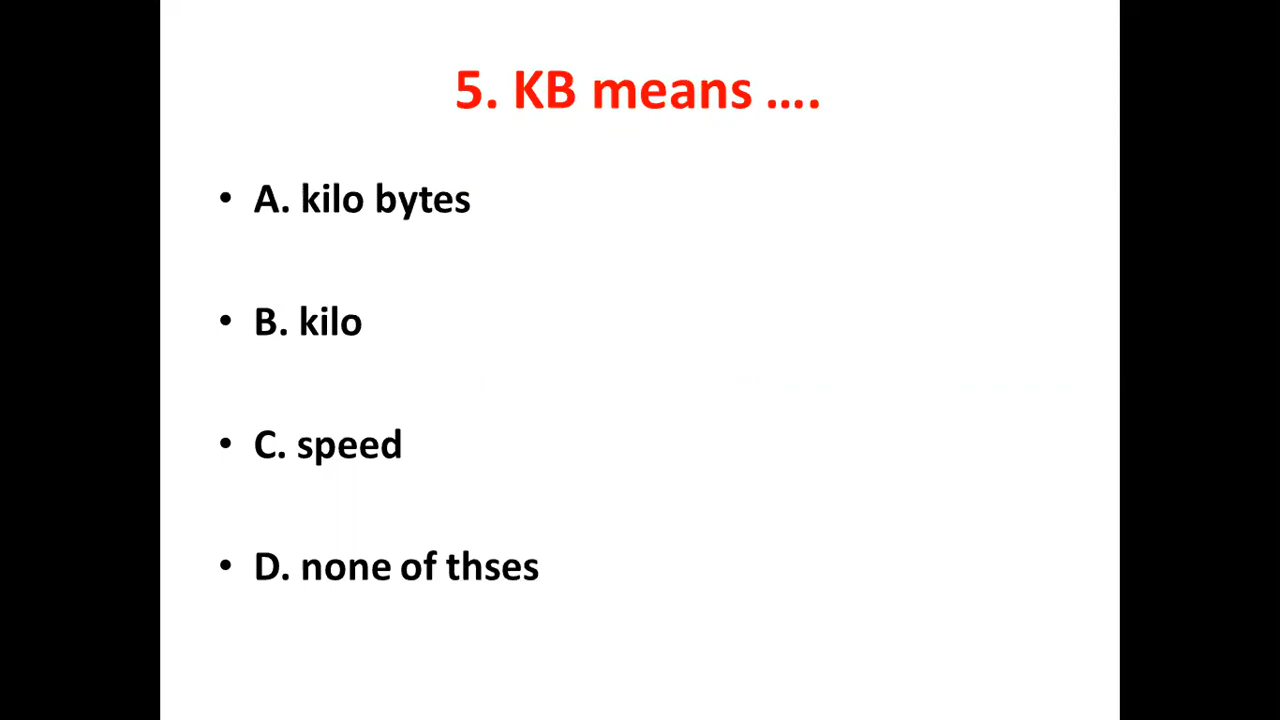 5. KB means ....
• A. kilo bytes
• B. kilo
• C. speed
• D. none of thses